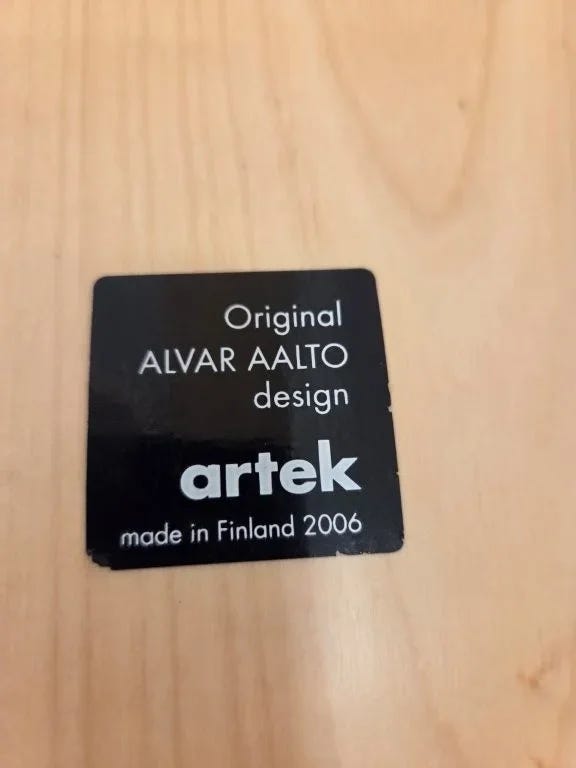 Original
ALVAR AALTO
design
artek
made in Finland 2006